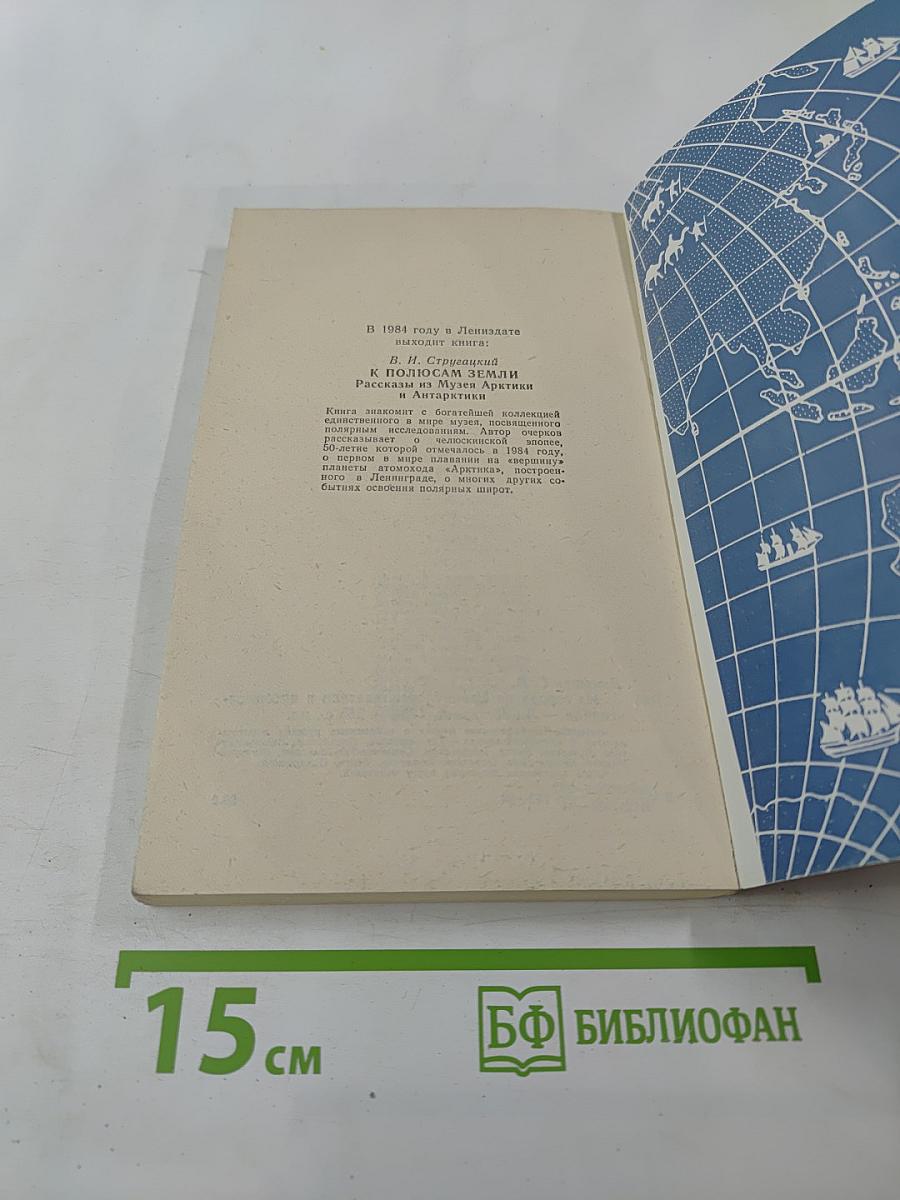 В 1984 году в Лениздате
выходит книга:
В. И. Стругацкий
К ПОЛЮСАМ ЗЕМЛИ
Рассказы из Музея Арктики
и Антарктики
Книга знакомит с богатейшей коллекцией
единственного в мире музея, посвященного
полярным исследованиям. Автор очерков
рассказывает о челюскинской эпопее,
50-летие которой отмечалось в 1984 году,
о первом в мире плавании на «вершину»
планеты атомохода «Арктика», построен-
ного в Ленинграде, о многих других со-
бытиях освоения полярных широт.
15 см
БФ БИБЛИОФАН